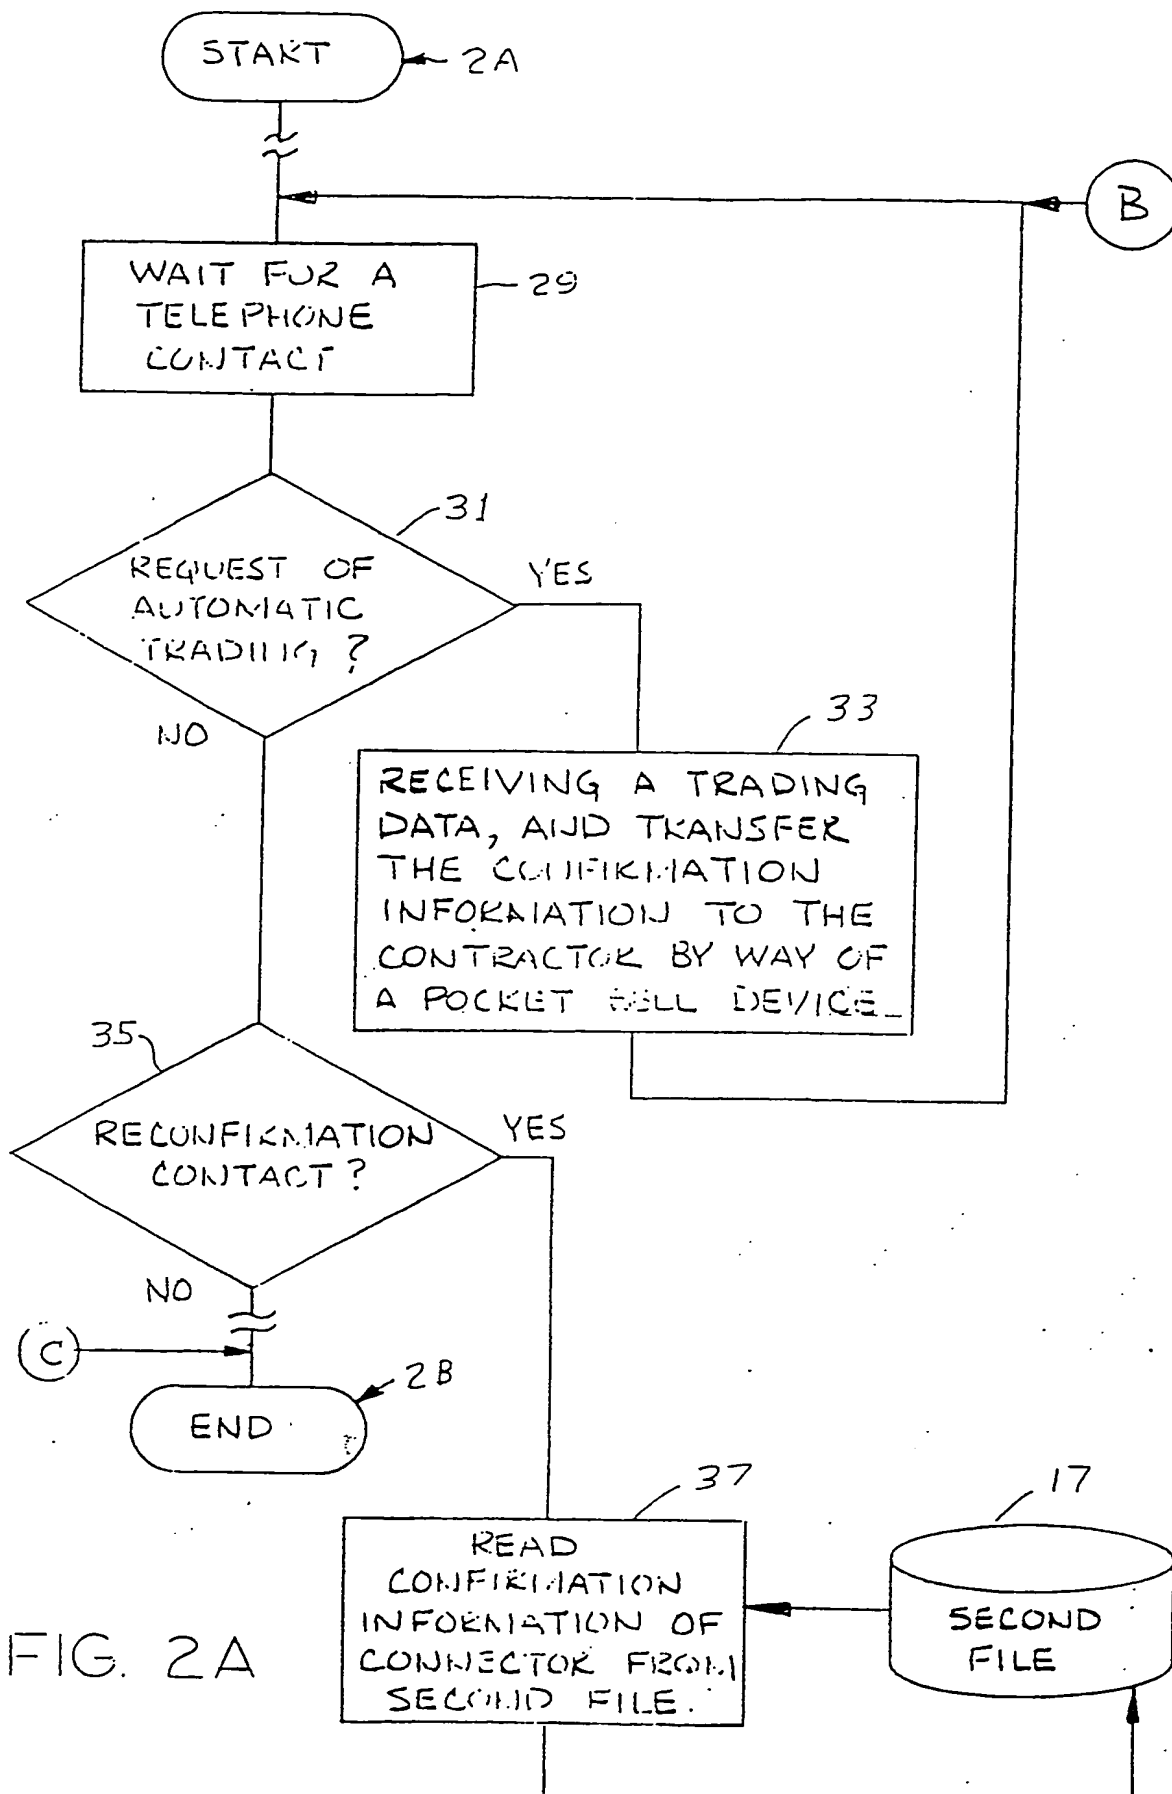 START
2A
B
WAIT FOR A
TELEPHONE
CONTACT
29
31
REQUEST OF
AUTOMATIC
TRADING?
YES
NO
33
RECEIVING A TRADING
DATA, AND TRANSFER
THE CONFIRMATION
INFORMATION TO THE
CONTRACTOR BY WAY OF
A POCKET BELL DEVICE.
35
RECONFIRMATION
CONTACT?
YES
NO
C
2B
END
37
READ
CONFIRMATION
INFORMATION OF
CONNECTOR FROM
SECOND FILE.
17
SECOND
FILE
FIG. 2A